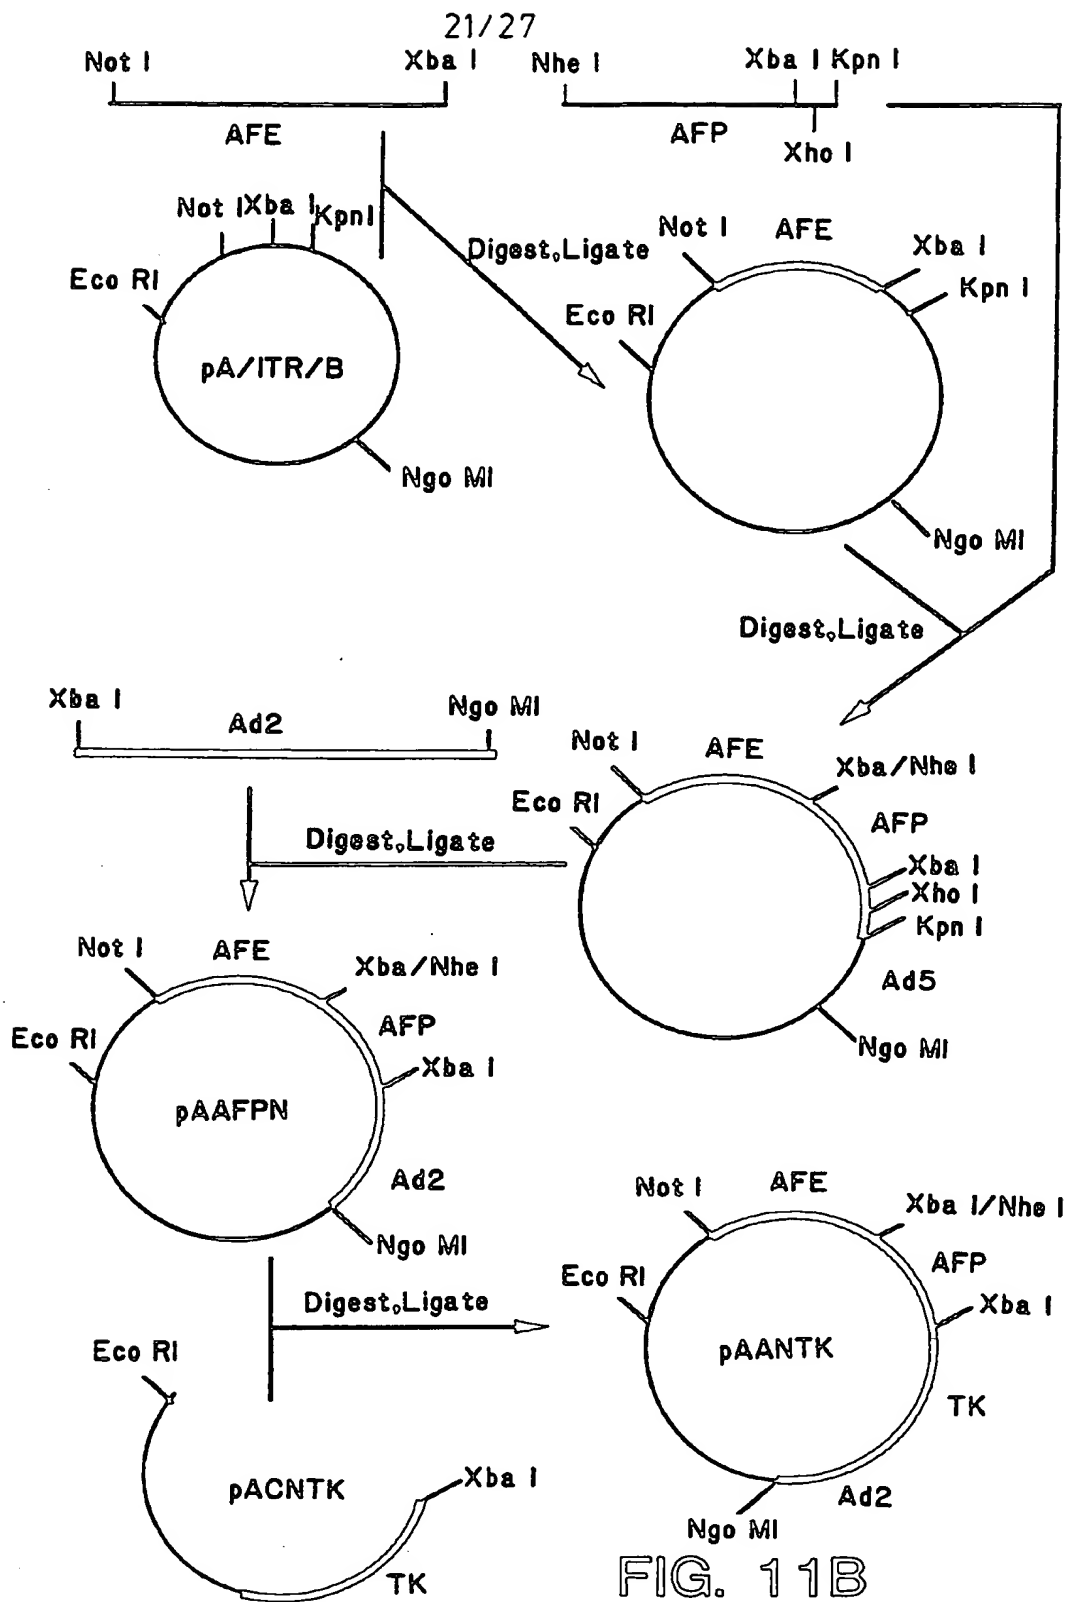 21/27
Not I
Xba I
Nhe I
Xba I
Kpn I
AFE
AFP
Xho I
Not I
Xba I
Kpn I
Eco RI
pA/ITR/B
Ngo MI
Digest, Ligate
Not I
AFE
Xba I
Kpn I
Eco RI
Ngo MI
Digest, Ligate
Xba I
Ad2
Ngo MI
Digest, Ligate
Not I
AFE
Xba/Nhe I
Eco RI
AFP
Xba I
Xho I
Kpn I
Ad5
Ngo MI
Not I
AFE
Xba/Nhe I
Eco RI
AFP
Xba I
pAAFPN
Ad2
Ngo MI
Digest, Ligate
Eco RI
pACNTK
Xba I
TK
Not I
AFE
Xba I/Nhe I
Eco RI
AFP
Xba I
pAANTK
TK
Ad2
Ngo MI
FIG. 11B